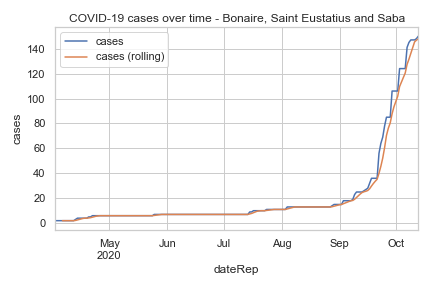 COVID-19 cases over time - Bonaire, Saint Eustatius and Saba
cases
cases (rolling)
cases
140
120
100
80
60
40
20
0
May Jun Jul Aug Sep Oct
2020
dateRep